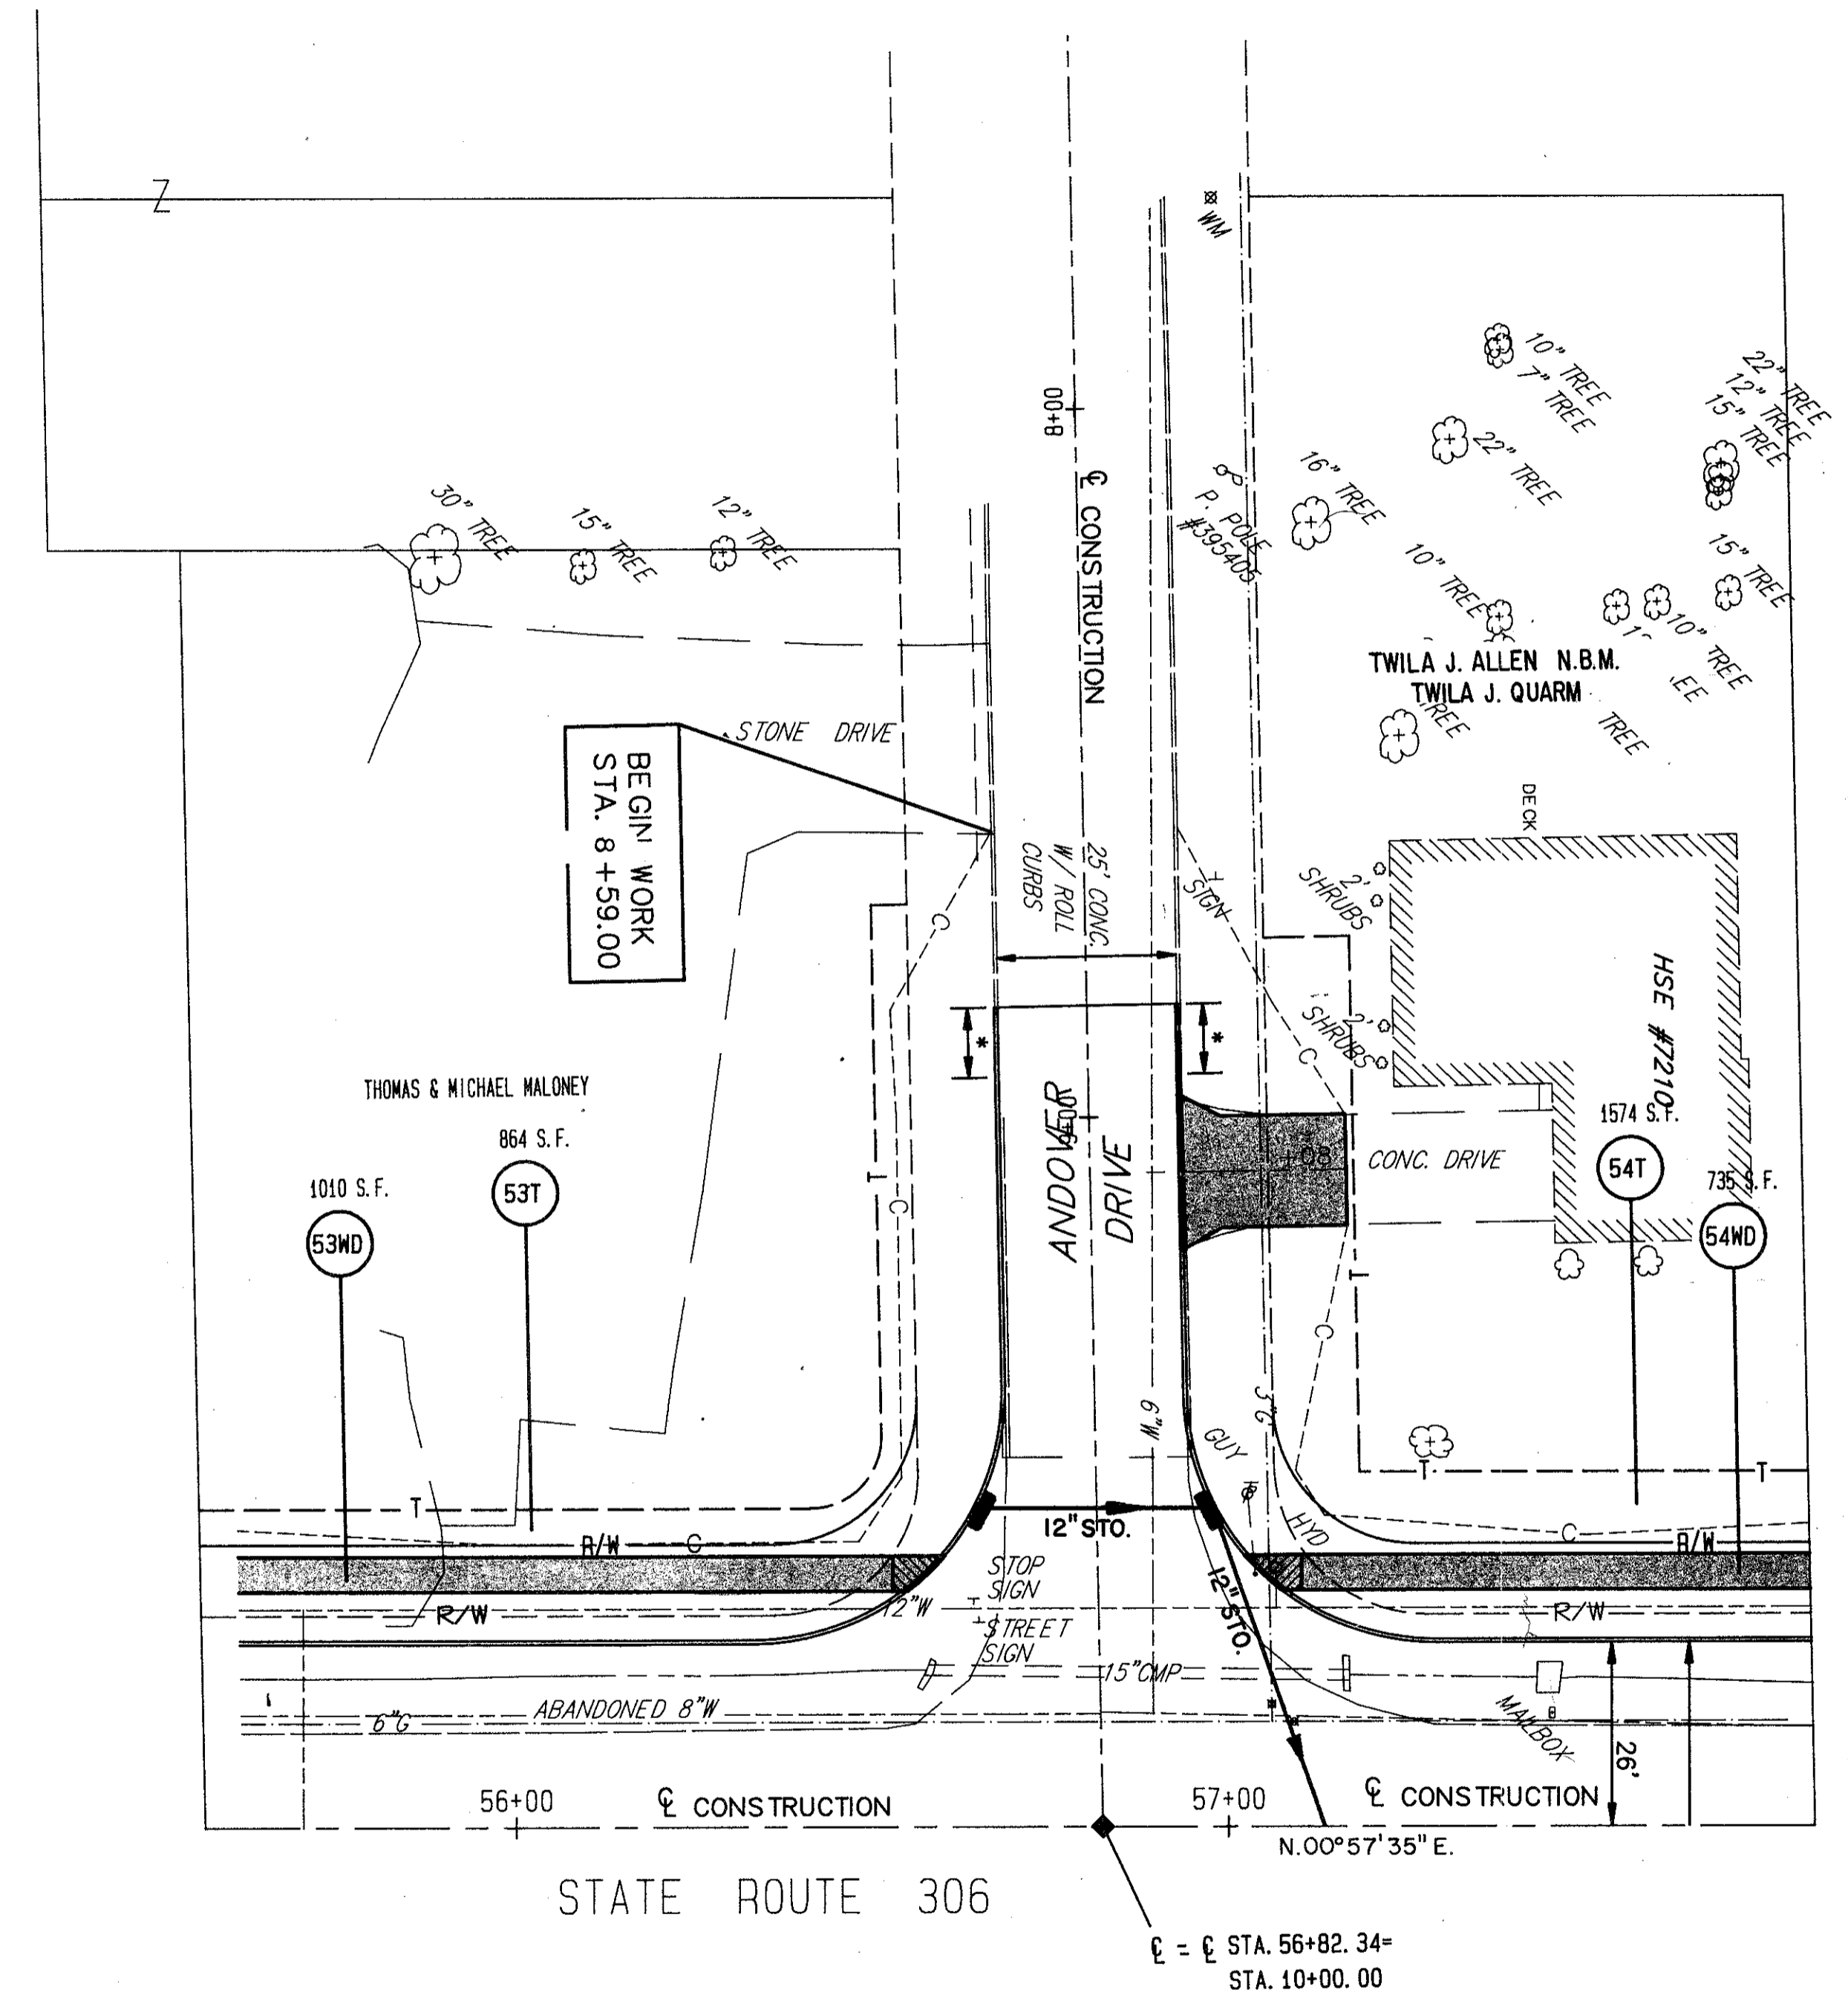 Z
WM
10" TREE
7" TREE
22" TREE
12" TREE
15" TREE
8+00
22" TREE
16" TREE
P. POLE
#395405
℄ CONSTRUCTION
30" TREE
15" TREE
12" TREE
10" TREE
15" TREE
10" TREE
TWILA J. ALLEN N.B.M.
TWILA J. QUARM
TREE
STONE DRIVE
BEGIN WORK
STA. 8+59.00
DECK
25' CONC.
W/ ROLL
CURBS
SIGN
2'
SHRUBS
C
HSE #7210
2'
SHRUBS
*
*
C
THOMAS & MICHAEL MALONEY
864 S.F.
53T
1010 S.F.
53WD
ANDOVER
DRIVE
9+00
+08
CONC. DRIVE
1574 S.F.
54T
735 S.F.
54WD
T
C
T
C
6"W
3"G
GUY
HYD
T
T
T
12" STO.
R/W
C
C
R/W
STOP
SIGN
12"W
STREET
SIGN
12" STO.
R/W
R/W
15"CMP
ABANDONED 8"W
6"G
MAILBOX
26'
56+00
℄ CONSTRUCTION
57+00
℄ CONSTRUCTION
N.00°57'35"E.
STATE ROUTE 306
℄ = ℄ STA. 56+82.34=
STA. 10+00.00